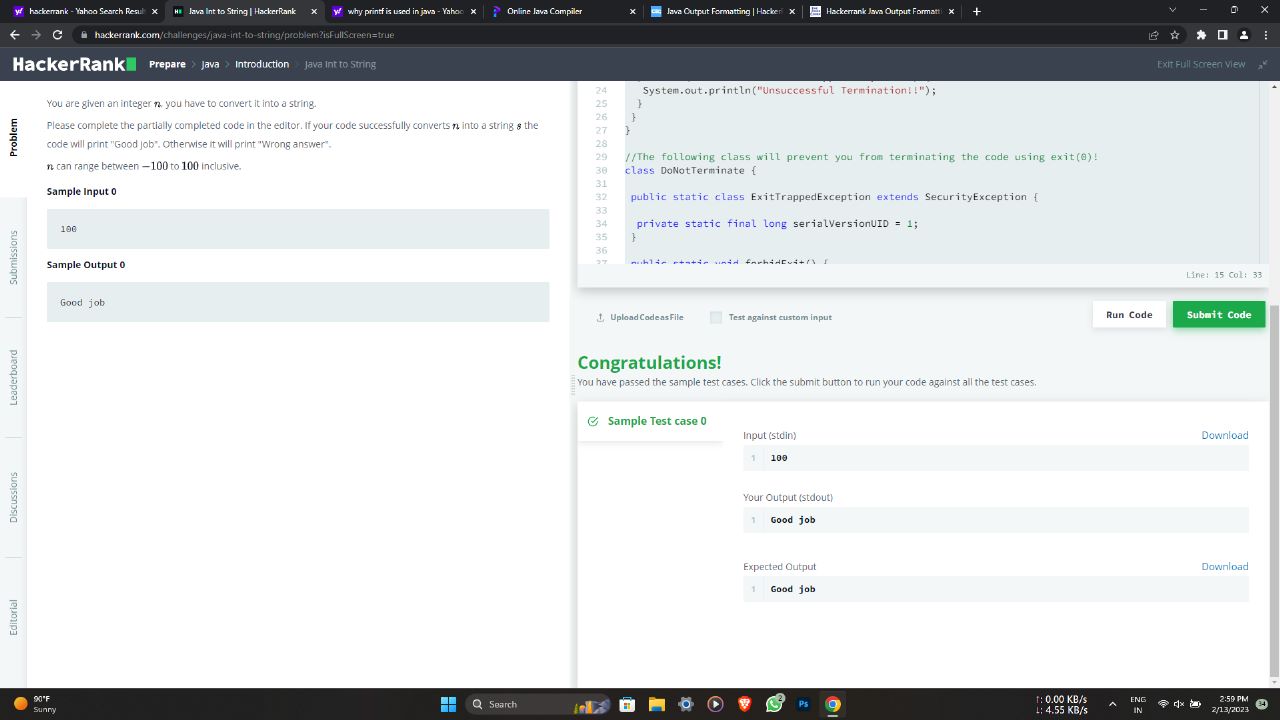 hackerrank - Yahoo Search Resul
Java Int to String | HackerRank
why printf is used in java - Yahoo
Online Java Compiler
Java Output Formatting | Hacker
Hackerrank Java Output Formatti
hackerrank.com/challenges/java-int-to-string/problem?isFullScreen=true
HackerRank
Prepare > Java > Introduction > Java Int to String
Exit Full Screen View
Problem
Submissions
Leaderboard
Discussions
Editorial
You are given an integer n, you have to convert it into a string.
Please complete the partially completed code in the editor. If your code successfully converts n into a string s the
code will print "Good job". Otherwise it will print "Wrong answer".
n can range between −100 to 100 inclusive.
Sample Input 0
100
Sample Output 0
Good job
24 System.out.println("Unsuccessful Termination!!");
25 }
26 }
27 }
28
29 //The following class will prevent you from terminating the code using exit(0)!
30 class DoNotTerminate {
31
32 public static class ExitTrappedException extends SecurityException {
33
34 private static final long serialVersionUID = 1;
35 }
36
37 public static void forbidExit() {
Line: 15 Col: 33
Upload Code as File
Test against custom input
Run Code
Submit Code
Congratulations!
You have passed the sample test cases. Click the submit button to run your code against all the test cases.
Sample Test case 0
Input (stdin)
Download
1 100
Your Output (stdout)
1 Good job
Expected Output
Download
1 Good job
90°F
Sunny
Search
2
Ps
↑: 0.00 KB/s
↓: 4.55 KB/s
ENG
IN
2:59 PM
2/13/2023
34